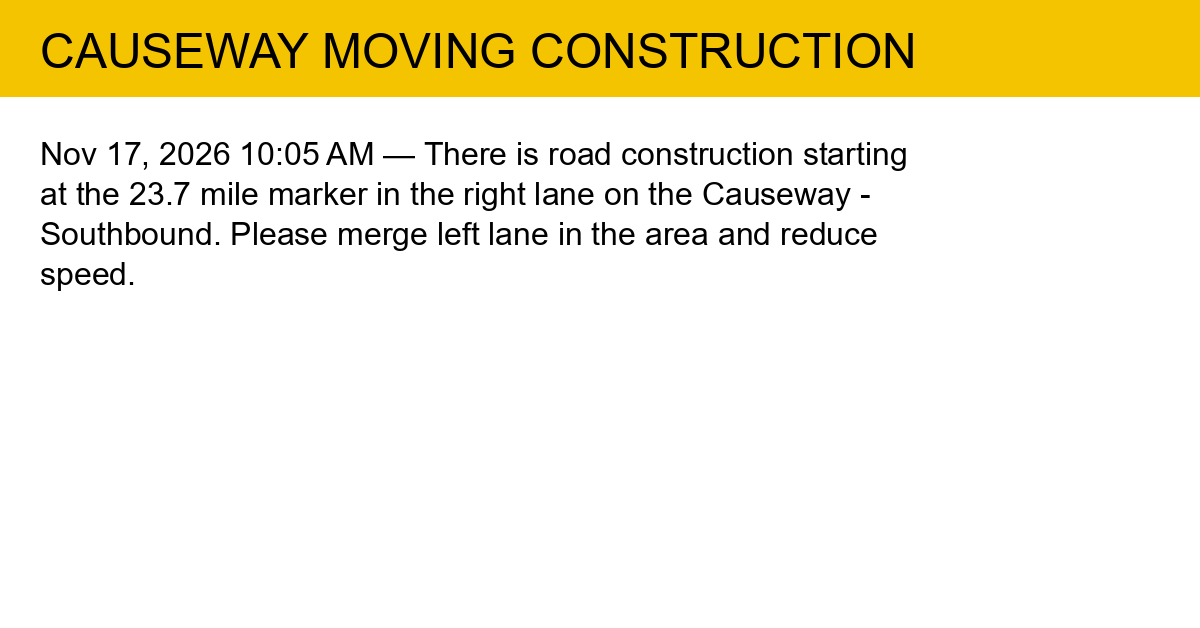 CAUSEWAY MOVING CONSTRUCTION
Nov 17, 2026 10:05 AM — There is road construction starting
at the 23.7 mile marker in the right lane on the Causeway -
Southbound. Please merge left lane in the area and reduce
speed.